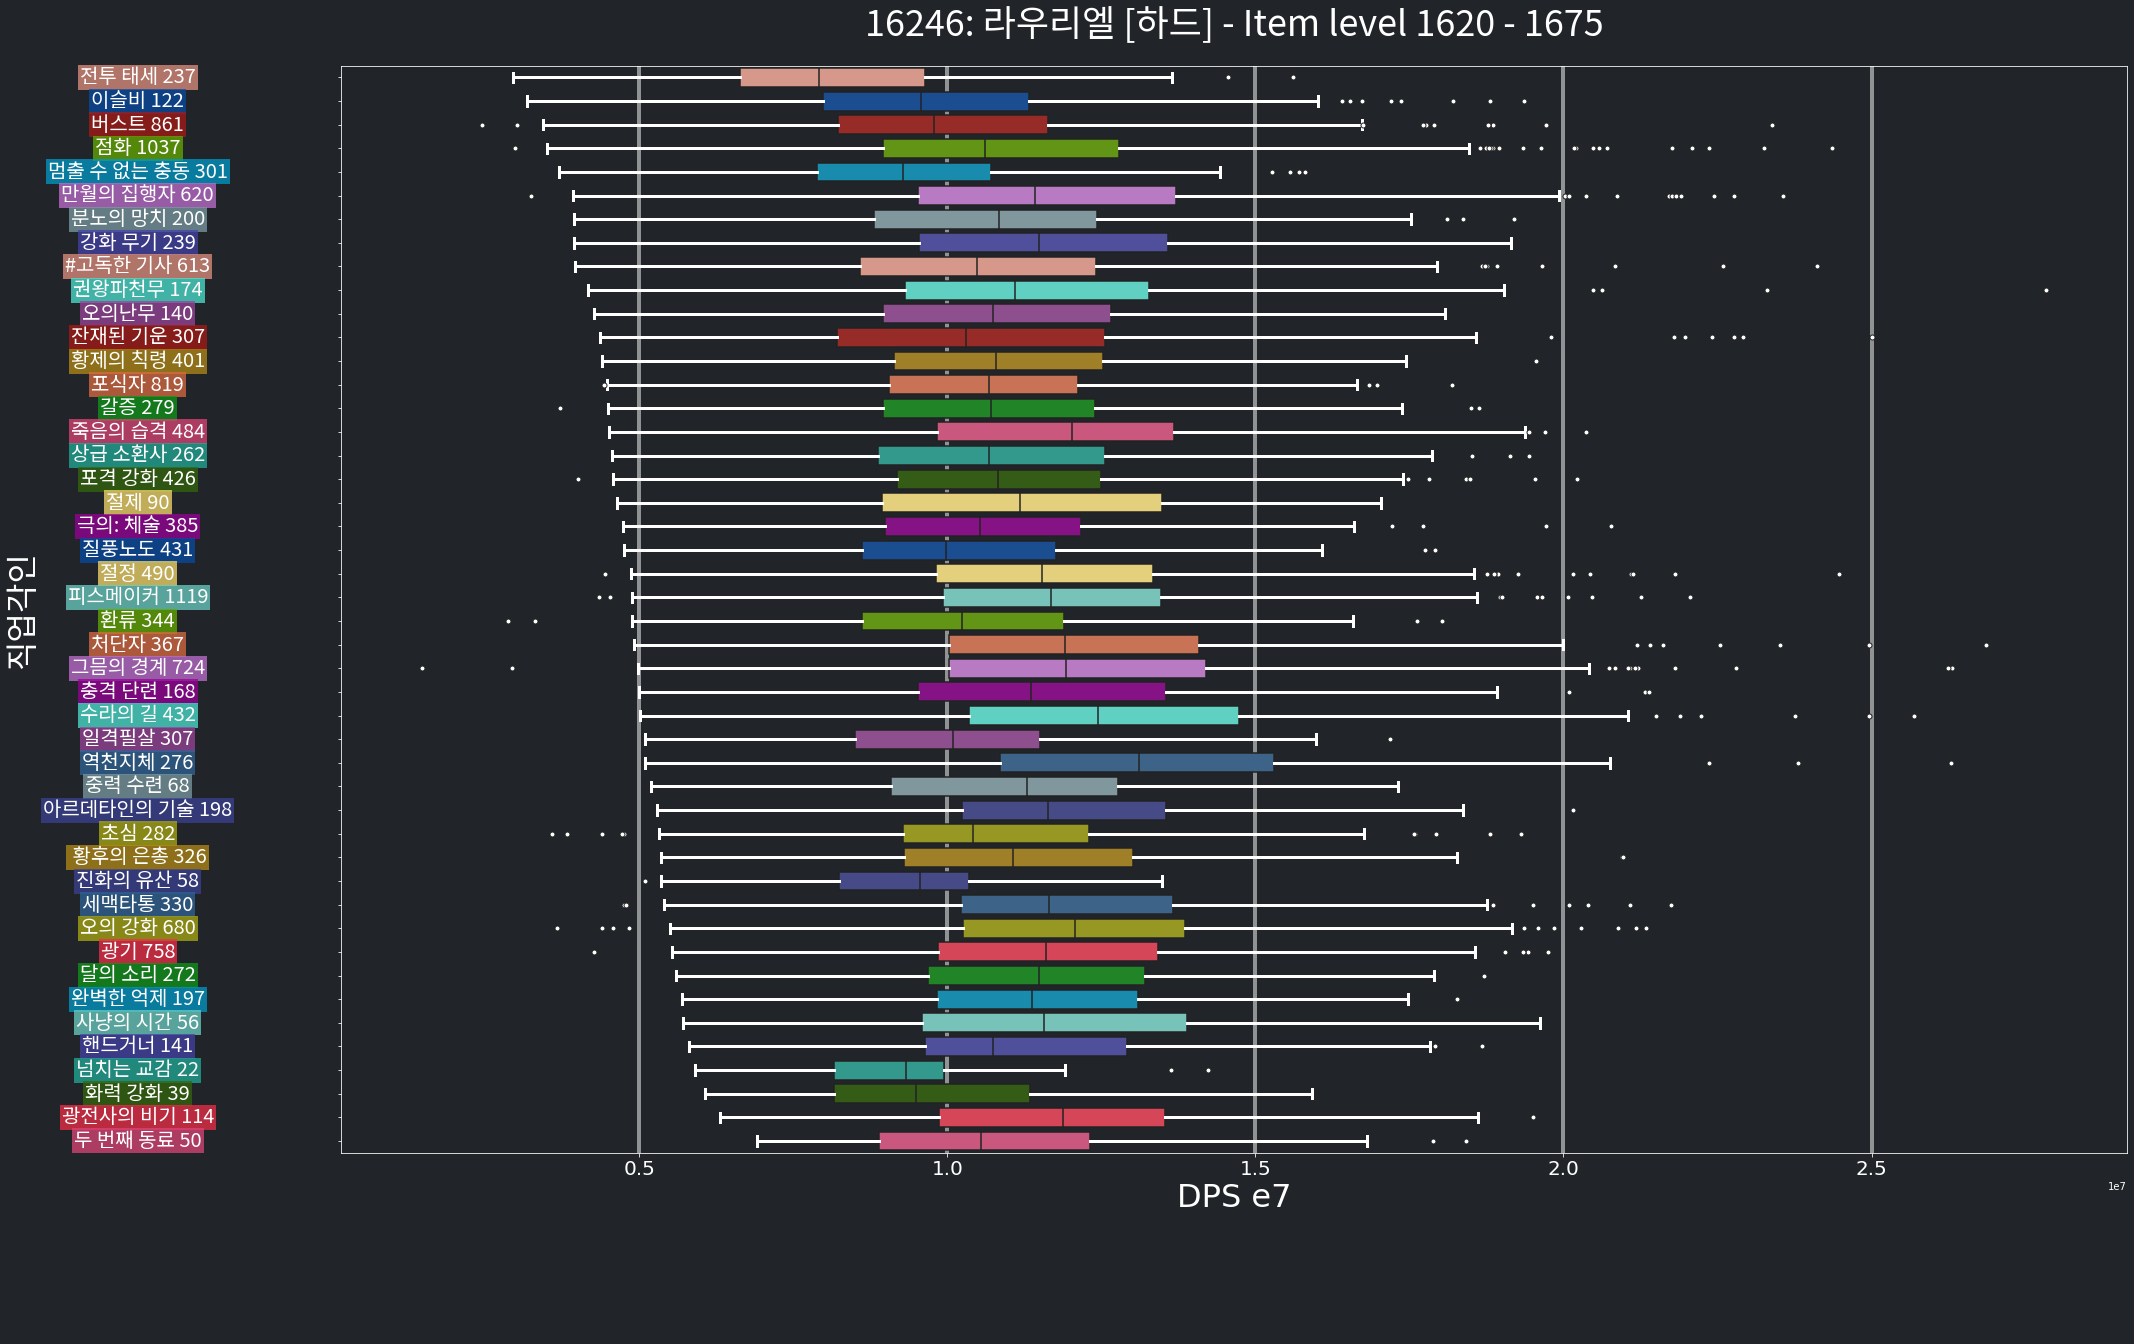 16246: 라우리엘 [하드] - Item level 1620 - 1675
전투 태세 237
이슬비 122
버스트 861
점화 1037
멈출 수 없는 충동 301
만월의 집행자 620
분노의 망치 200
강화 무기 239
#고독한 기사 613
권왕파천무 174
오의난무 140
잔재된 기운 307
황제의 칙령 401
포식자 819
갈증 279
죽음의 습격 484
상급 소환사 262
포격 강화 426
절제 90
극의: 체술 385
질풍노도 431
절정 490
피스메이커 1119
환류 344
처단자 367
그믐의 경계 724
충격 단련 168
수라의 길 432
일격필살 307
역천지체 276
중력 수련 68
아르데타인의 기술 198
초심 282
황후의 은총 326
진화의 유산 58
세맥타통 330
오의 강화 680
광기 758
달의 소리 272
완벽한 억제 197
사냥의 시간 56
핸드거너 141
넘치는 교감 22
화력 강화 39
광전사의 비기 114
두 번째 동료 50
직업각인
0.5 1.0 1.5 2.0 2.5
DPS e7
1e7